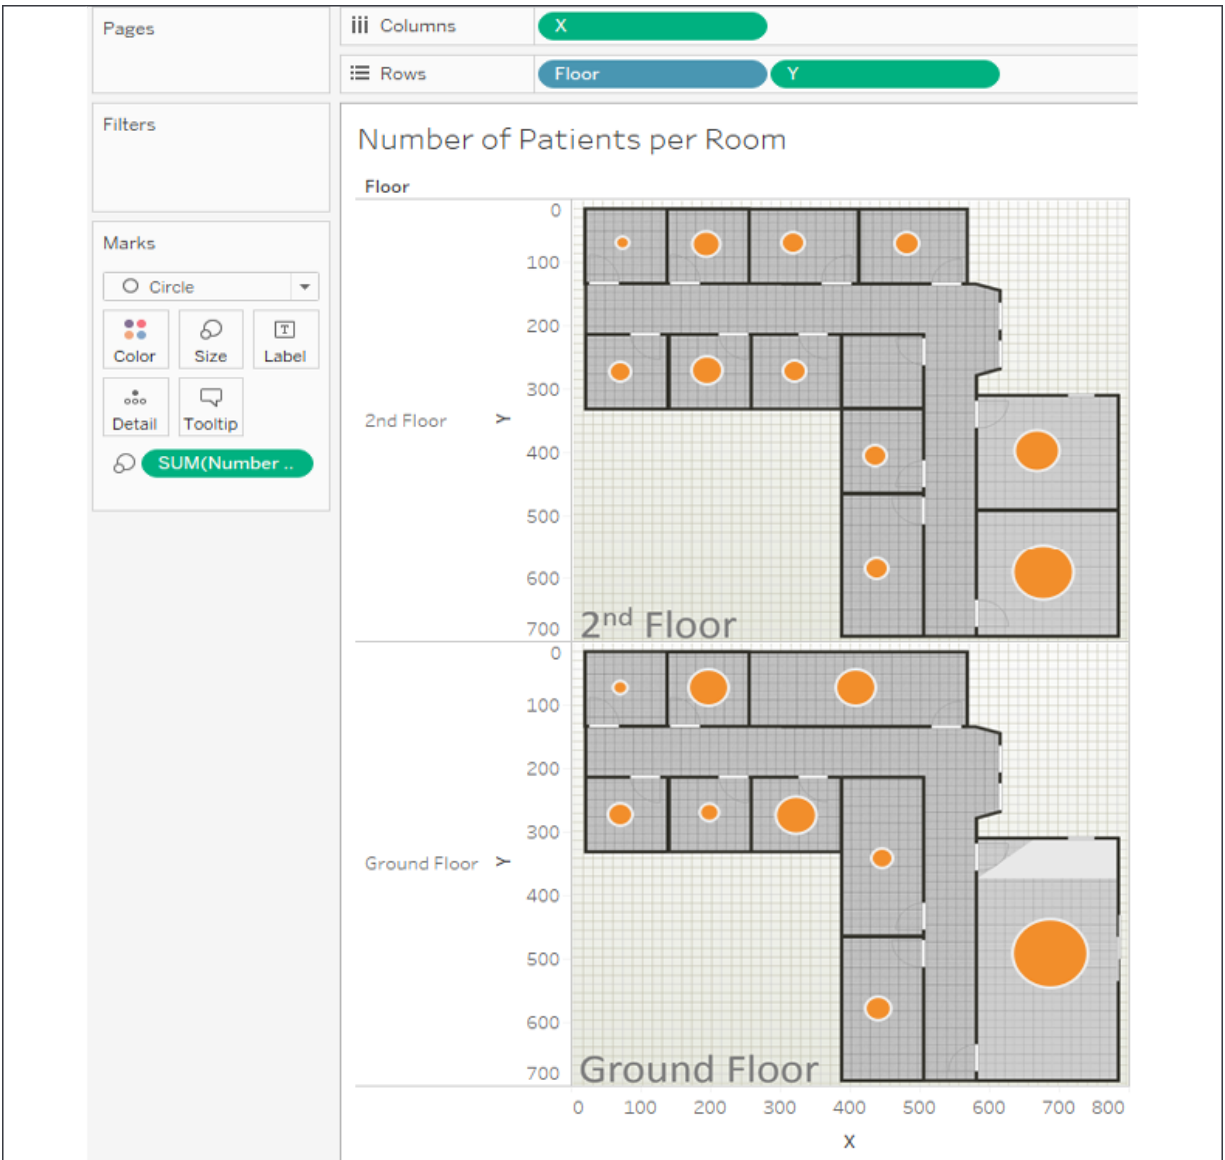 Pages
Columns
X
Rows
Floor
Y
Filters
Number of Patients per Room
Floor
Marks
Circle
Color
Size
T
Label
Detail
Tooltip
SUM(Number ..
0
100
200
300
400
500
600
700
2nd Floor
Y
2nd Floor
0
100
200
300
400
500
600
700
Ground Floor
Y
Ground Floor
0 100 200 300 400 500 600 700 800
X